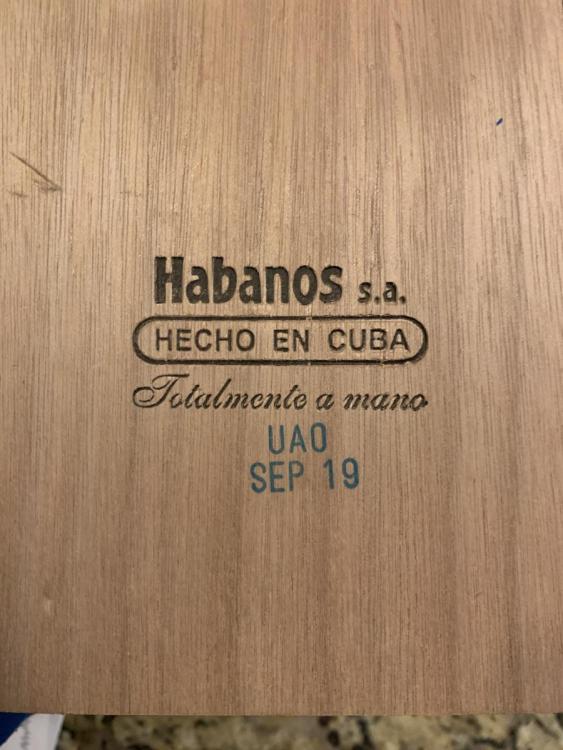 Habanos s.a.
HECHO EN CUBA
Totalmente a mano
UAO
SEP 19